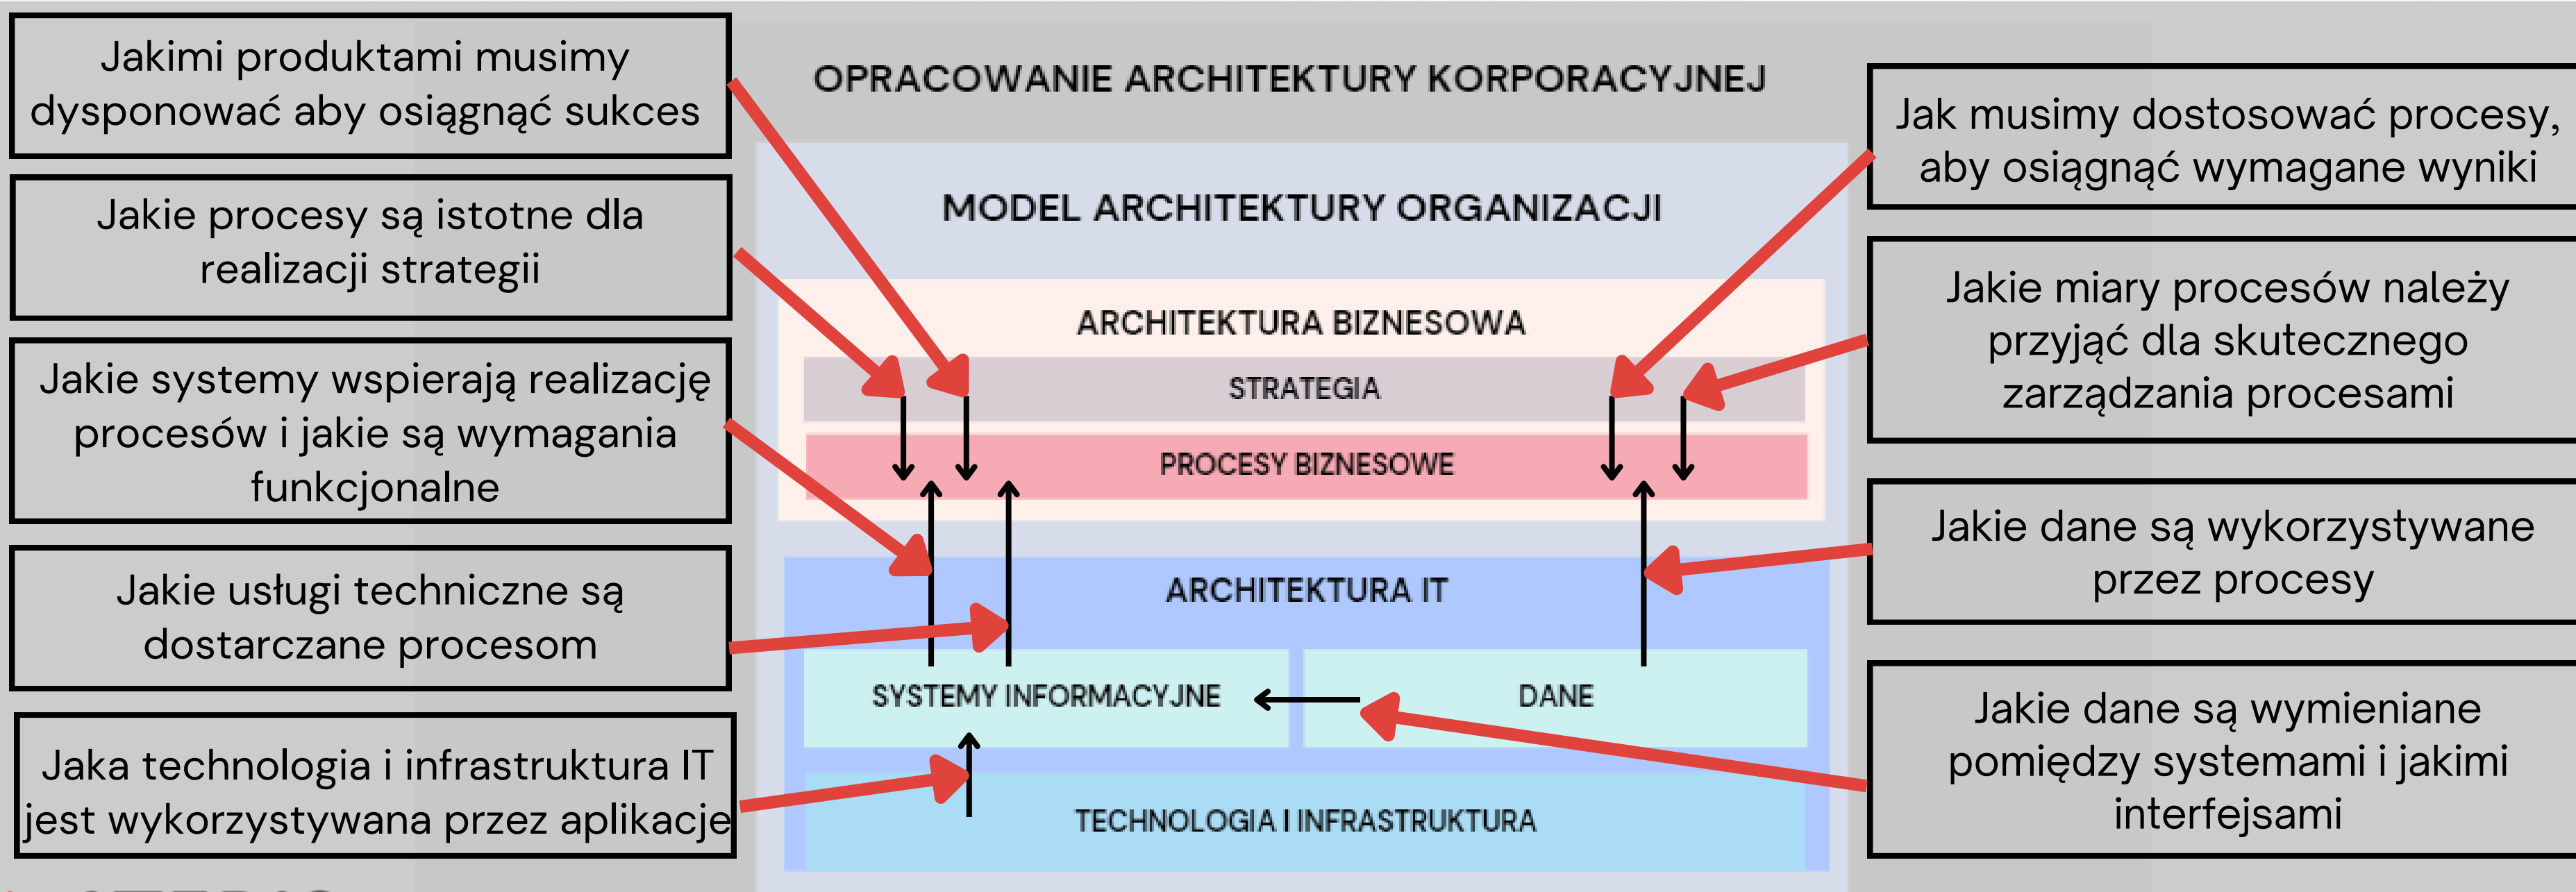 Jakimi produktami musimy
dysponować aby osiągnąć sukces
Jakie procesy są istotne dla
realizacji strategii
Jakie systemy wspierają realizację
procesów i jakie są wymagania
funkcjonalne
Jakie usługi techniczne są
dostarczane procesom
Jaka technologia i infrastruktura IT
jest wykorzystywana przez aplikacje
OPRACOWANIE ARCHITEKTURY KORPORACYJNEJ
MODEL ARCHITEKTURY ORGANIZACJI
ARCHITEKTURA BIZNESOWA
STRATEGIA
PROCESY BIZNESOWE
ARCHITEKTURA IT
SYSTEMY INFORMACYJNE
DANE
TECHNOLOGIA I INFRASTRUKTURA
Jak musimy dostosować procesy,
aby osiągnąć wymagane wyniki
Jakie miary procesów należy
przyjąć dla skutecznego
zarządzania procesami
Jakie dane są wykorzystywane
przez procesy
Jakie dane są wymieniane
pomiędzy systemami i jakimi
interfejsami